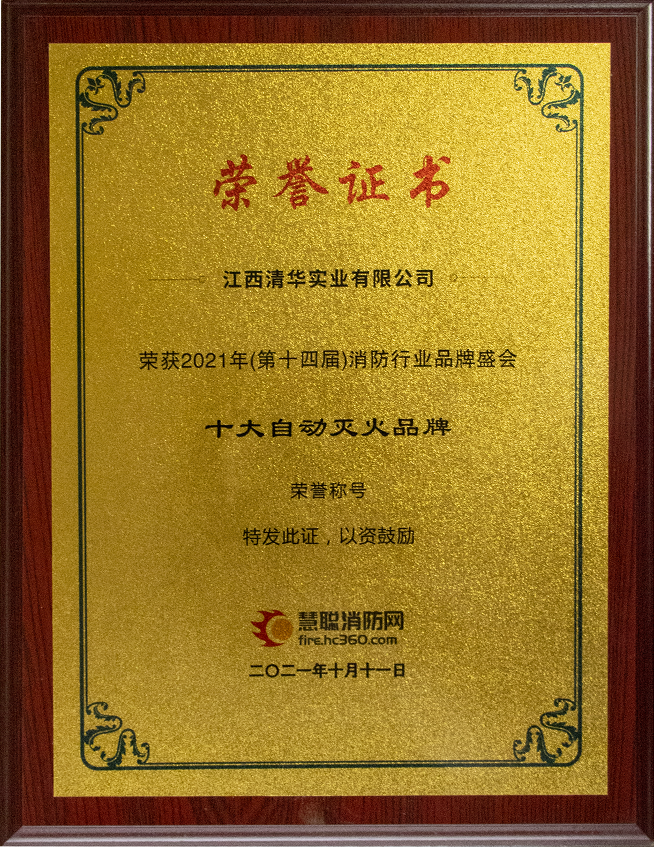 荣誉证书
江西清华实业有限公司
荣获2021年(第十四届)消防行业品牌盛会
十大自动灭火品牌
荣誉称号
特发此证，以资鼓励
慧聪消防网
fire.hc360.com
二〇二一年十月十一日